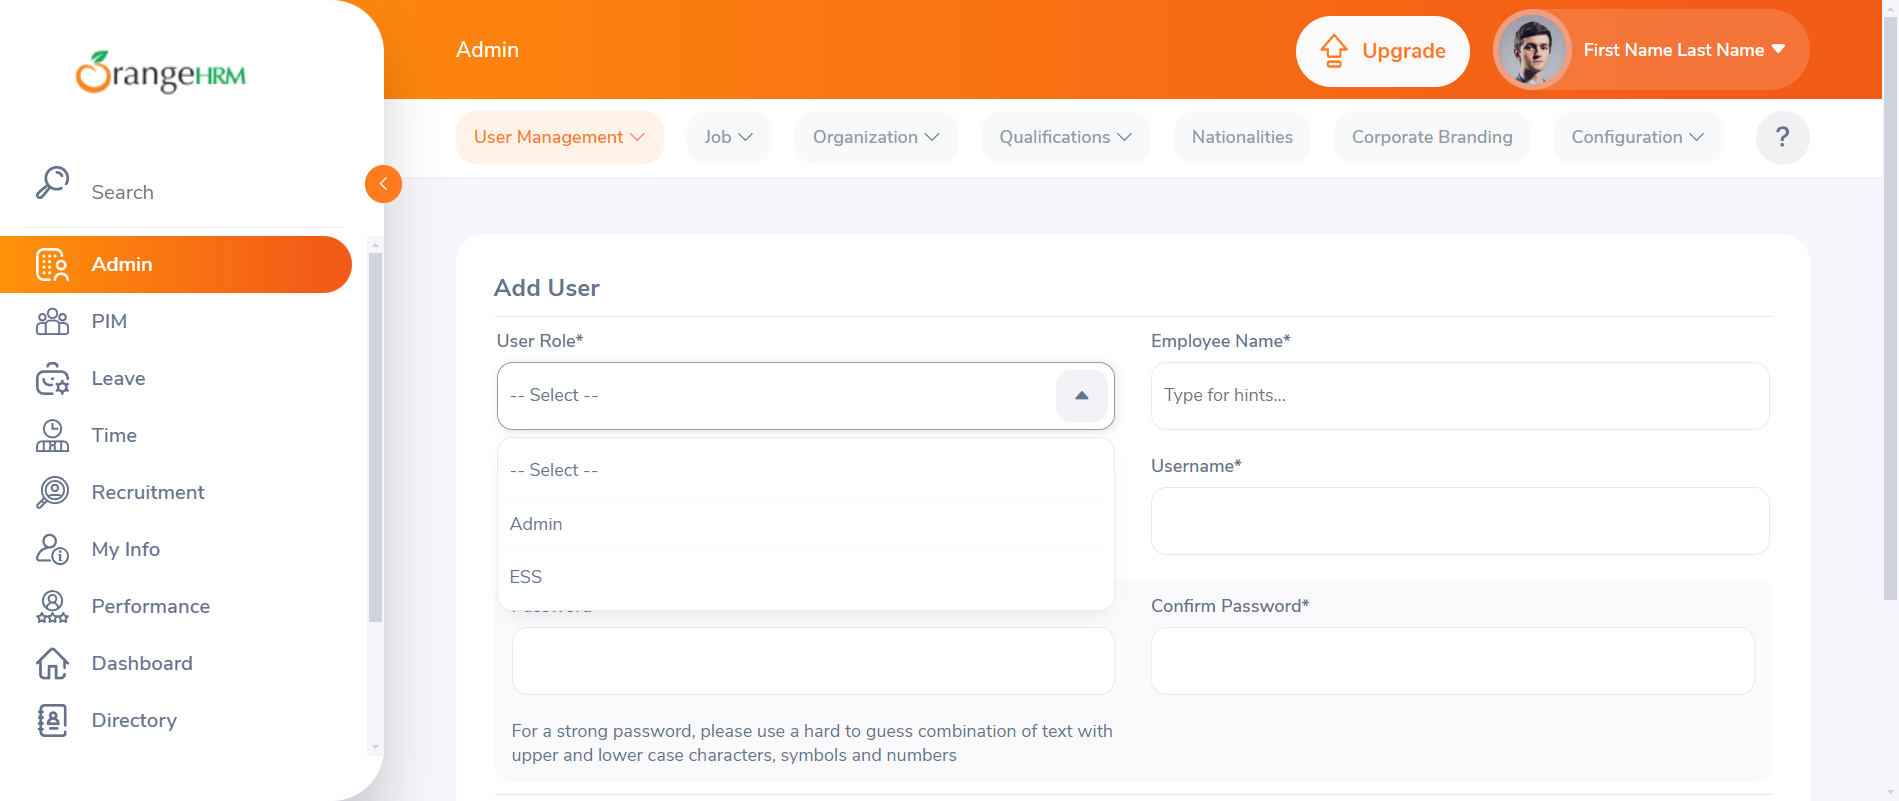 OrangeHRM
Admin
Upgrade
First Name Last Name
User Management
Job
Organization
Qualifications
Nationalities
Corporate Branding
Configuration
?
Search
Admin
PIM
Leave
Time
Recruitment
My Info
Performance
Dashboard
Directory
Add User
User Role*
-- Select --
-- Select --
Admin
ESS
Employee Name*
Type for hints...
Username*
Confirm Password*
For a strong password, please use a hard to guess combination of text with
upper and lower case characters, symbols and numbers